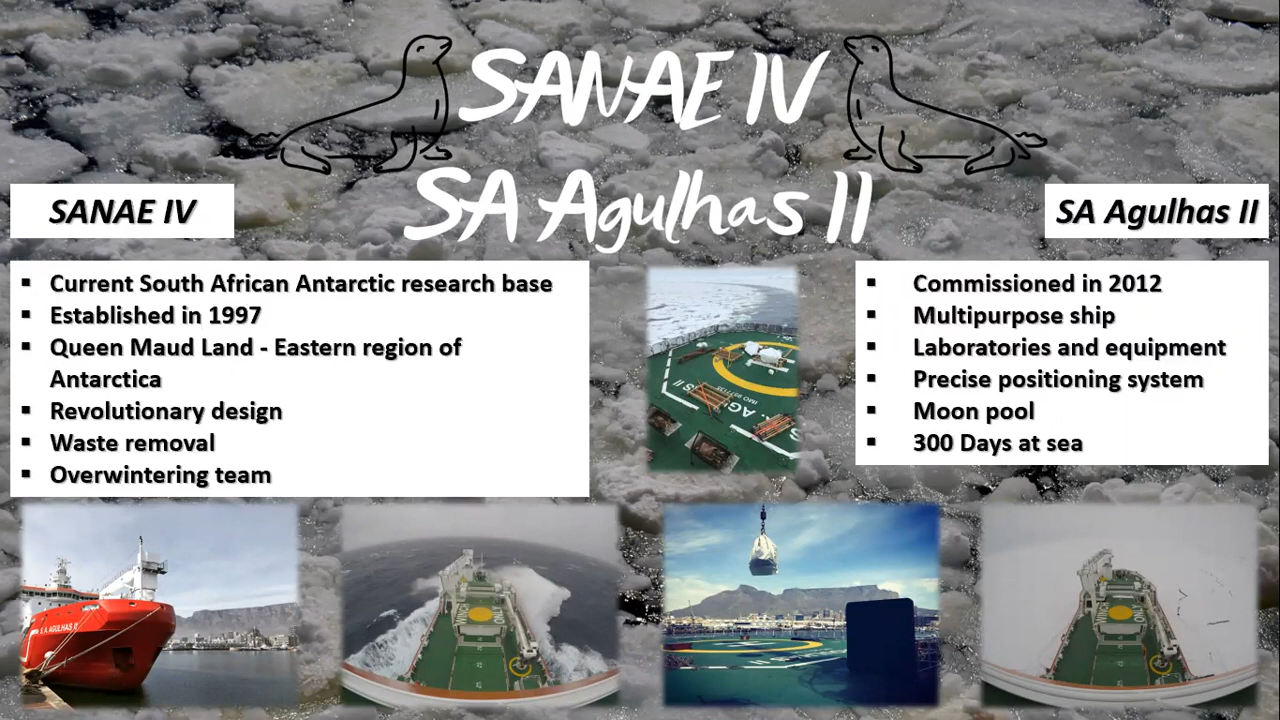 SANAE IV
SA Agulhas II
SANAE IV
Current South African Antarctic research base
Established in 1997
Queen Maud Land - Eastern region of
Antarctica
Revolutionary design
Waste removal
Overwintering team
SA Agulhas II
Commissioned in 2012
Multipurpose ship
Laboratories and equipment
Precise positioning system
Moon pool
300 Days at sea
S. A. AGULHAS II
WINCH
ONLY